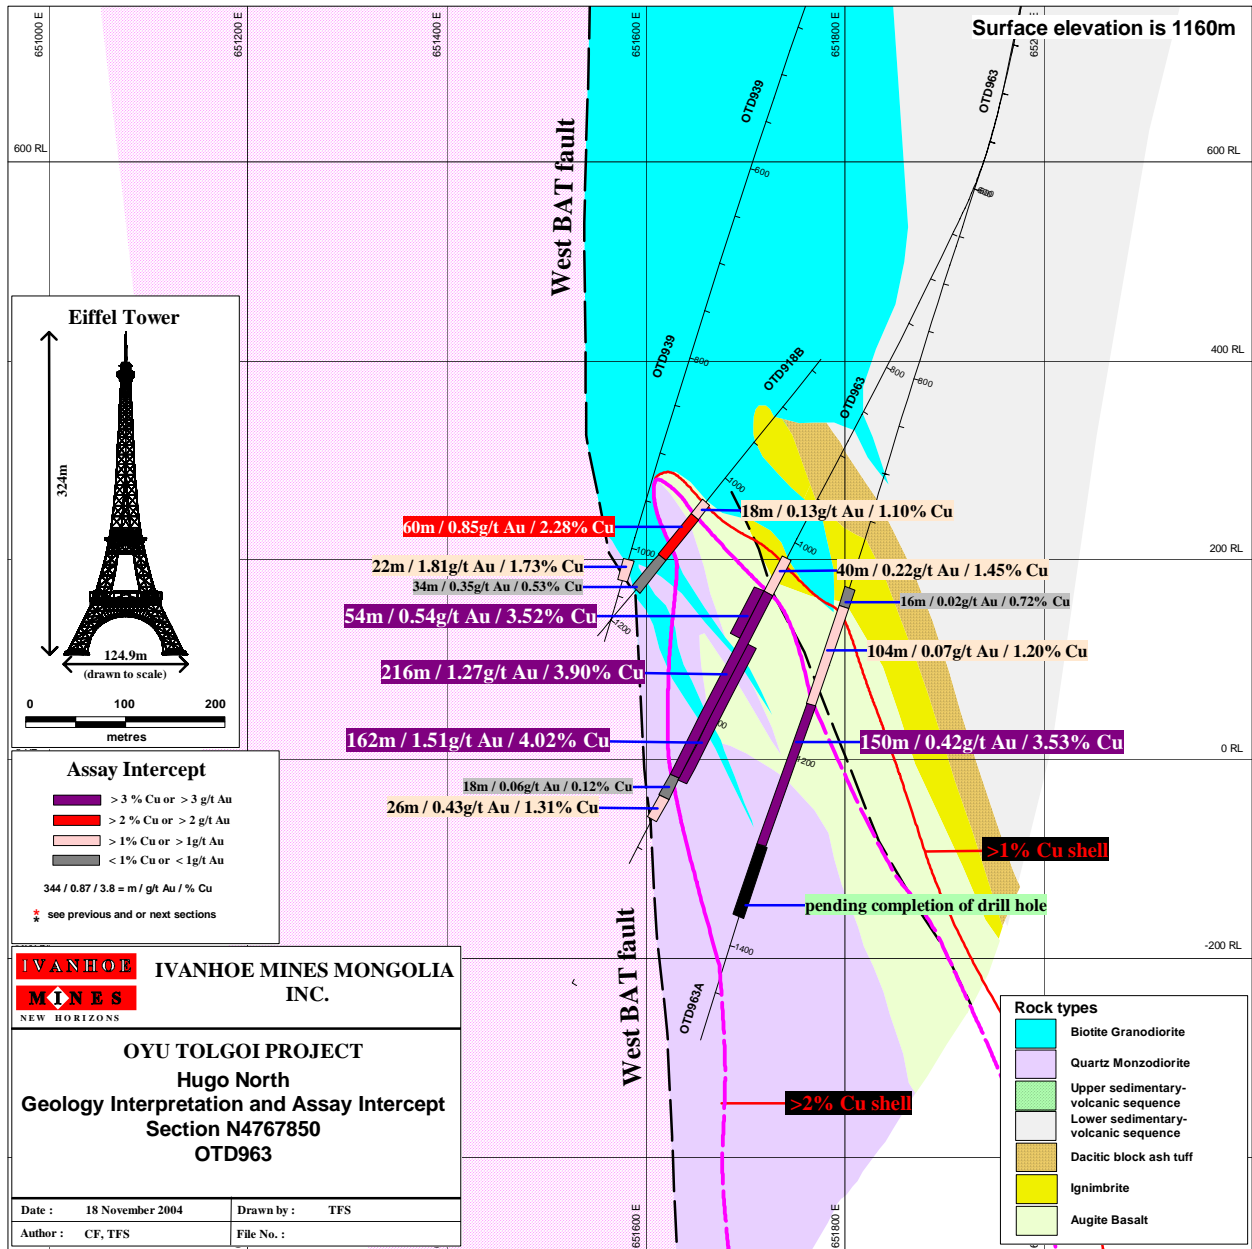 651000 E
651200 E
651400 E
651600 E
651800 E
Surface elevation is 1160m
OTD939
OTD963
West BAT fault
600 RL
600 RL
600
Eiffel Tower
324m
124.9m
(drawn to scale)
0 100 200
metres
400 RL
OTD939
800
OTD918B
OTD963
800
800
1000
18m / 0.13g/t Au / 1.10% Cu
60m / 0.85g/t Au / 2.28% Cu
200 RL
1000
1000
22m / 1.81g/t Au / 1.73% Cu
40m / 0.22g/t Au / 1.45% Cu
34m / 0.35g/t Au / 0.53% Cu
16m / 0.02g/t Au / 0.72% Cu
54m / 0.54g/t Au / 3.52% Cu
1200
104m / 0.07g/t Au / 1.20% Cu
216m / 1.27g/t Au / 3.90% Cu
162m / 1.51g/t Au / 4.02% Cu
150m / 0.42g/t Au / 3.53% Cu
0 RL
1200
18m / 0.06g/t Au / 0.12% Cu
26m / 0.43g/t Au / 1.31% Cu
>1% Cu shell
pending completion of drill hole
Assay Intercept
> 3 % Cu or > 3 g/t Au
> 2 % Cu or > 2 g/t Au
> 1% Cu or > 1g/t Au
< 1% Cu or < 1g/t Au
344 / 0.87 / 3.8 = m / g/t Au / % Cu
* see previous and or next sections
*
1400
-200 RL
OTD963A
West BAT fault
>2% Cu shell
IVANHOE
MINES
NEW HORIZONS
IVANHOE MINES MONGOLIA
INC.
OYU TOLGOI PROJECT
Hugo North
Geology Interpretation and Assay Intercept
Section N4767850
OTD963
Date : 18 November 2004 Drawn by : TFS
Author : CF, TFS File No. :
Rock types
Biotite Granodiorite
Quartz Monzodiorite
Upper sedimentary-
volcanic sequence
Lower sedimentary-
volcanic sequence
Dacitic block ash tuff
Ignimbrite
Augite Basalt
651600 E
651800 E